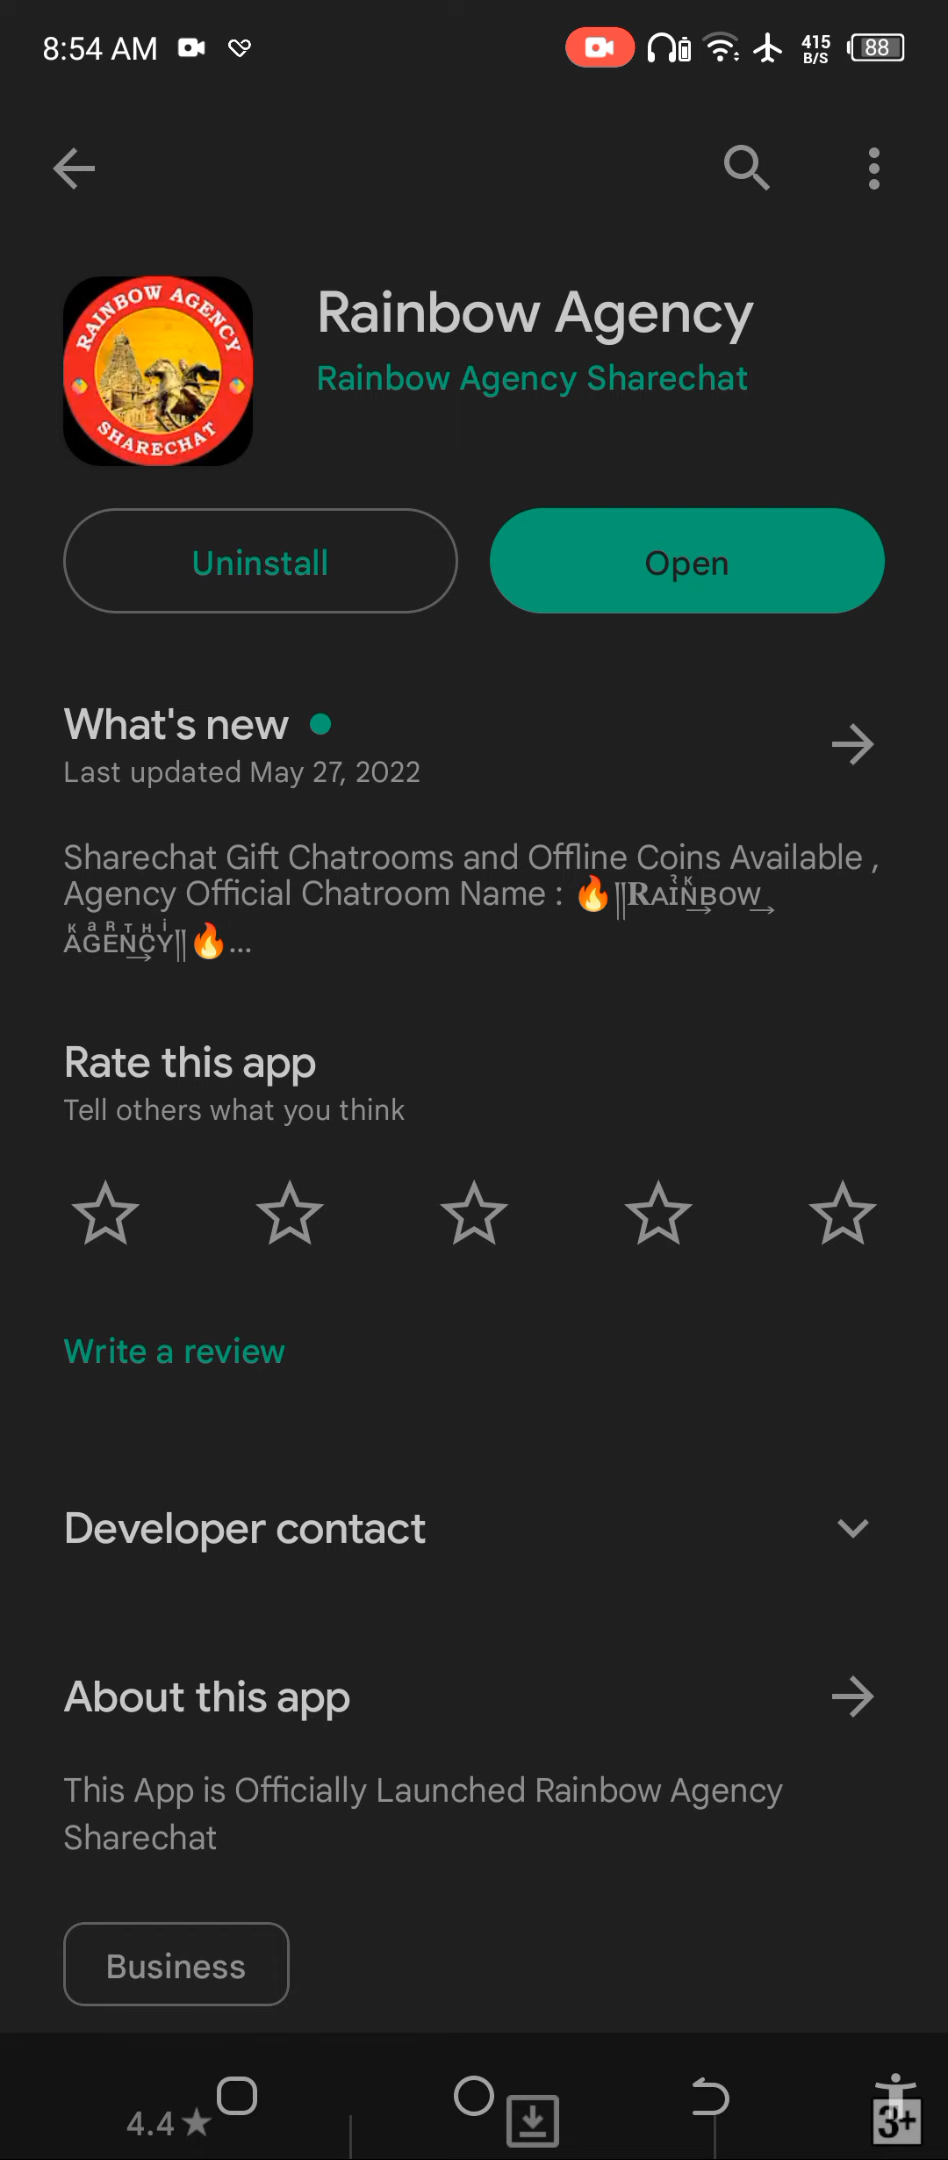 8:54 AM
415
B/S
88
RAINBOW AGENCY
SHARECHAT
Rainbow Agency
Rainbow Agency Sharechat
Uninstall
Open
What's new
Last updated May 27, 2022
Sharechat Gift Chatrooms and Offline Coins Available ,
Agency Official Chatroom Name : 🔥||𝐑ᴀɪɴʙᴏᴡ
ᴀɢᴇɴᴄʏ||🔥...
Rate this app
Tell others what you think
Write a review
Developer contact
About this app
This App is Officially Launched Rainbow Agency
Sharechat
Business
4.4★
3+